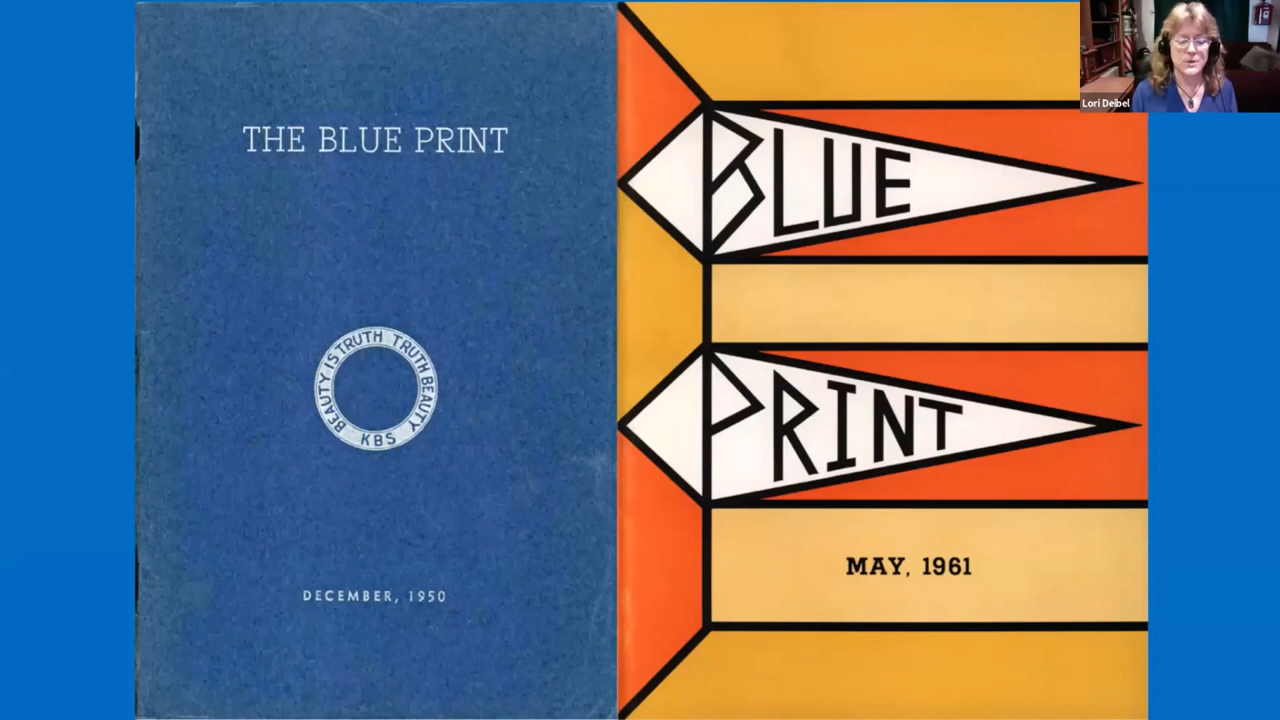 THE BLUE PRINT
BEAUTY IS TRUTH TRUTH BEAUTY
KBS
DECEMBER, 1950
BLUE
PRINT
MAY, 1961
Lori Deibel